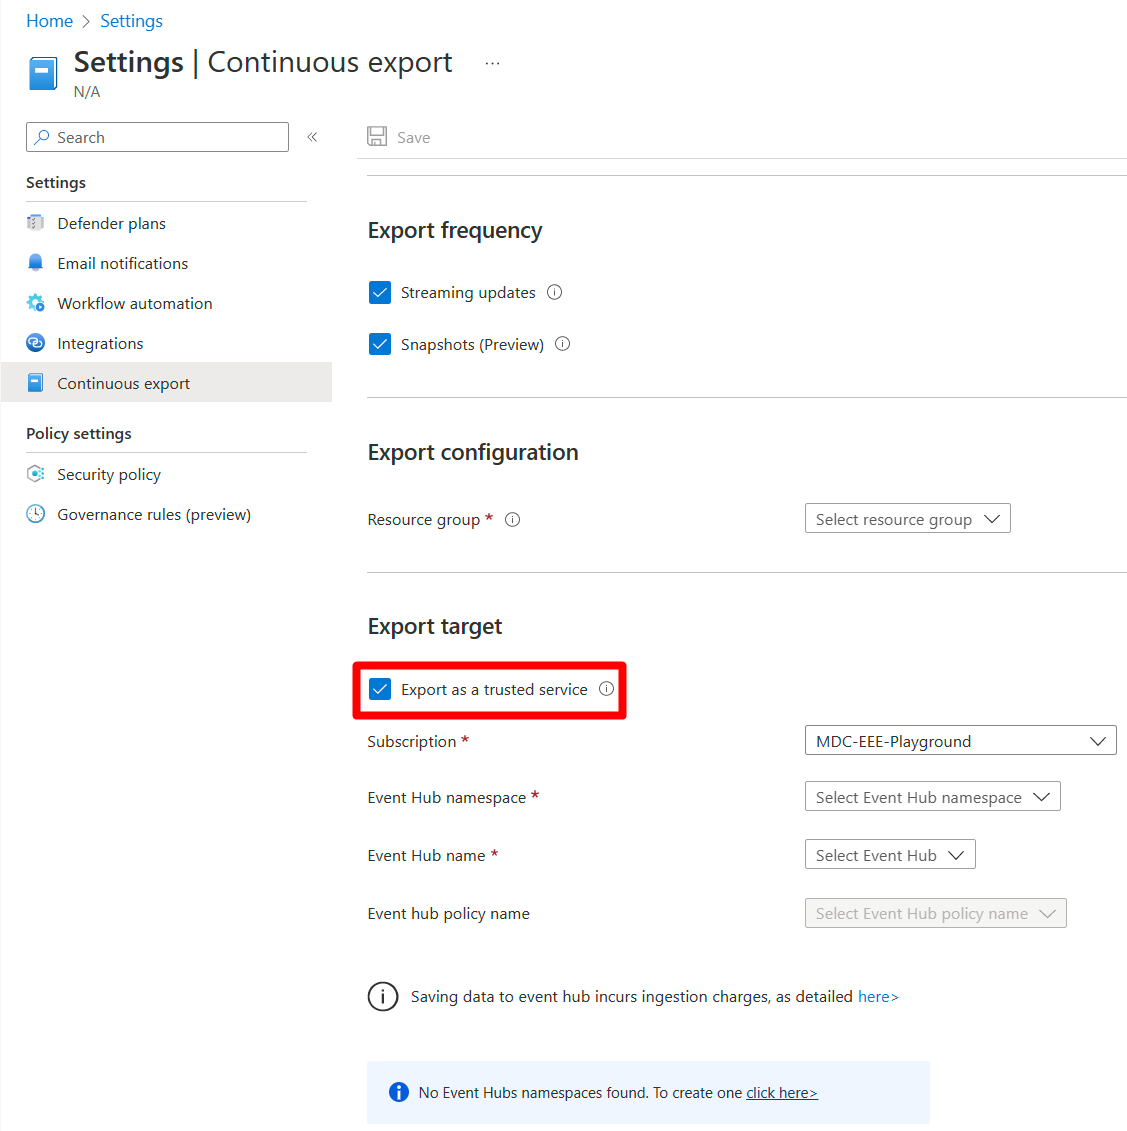 Home > Settings
Settings | Continuous export ...
N/A
Search
«
Save
Settings
Defender plans
Email notifications
Workflow automation
Integrations
Continuous export
Policy settings
Security policy
Governance rules (preview)
Export frequency
Streaming updates
Snapshots (Preview)
Export configuration
Resource group *
Select resource group
Export target
Export as a trusted service
Subscription *
MDC-EEE-Playground
Event Hub namespace *
Select Event Hub namespace
Event Hub name *
Select Event Hub
Event hub policy name
Select Event Hub policy name
Saving data to event hub incurs ingestion charges, as detailed here>
No Event Hubs namespaces found. To create one click here>